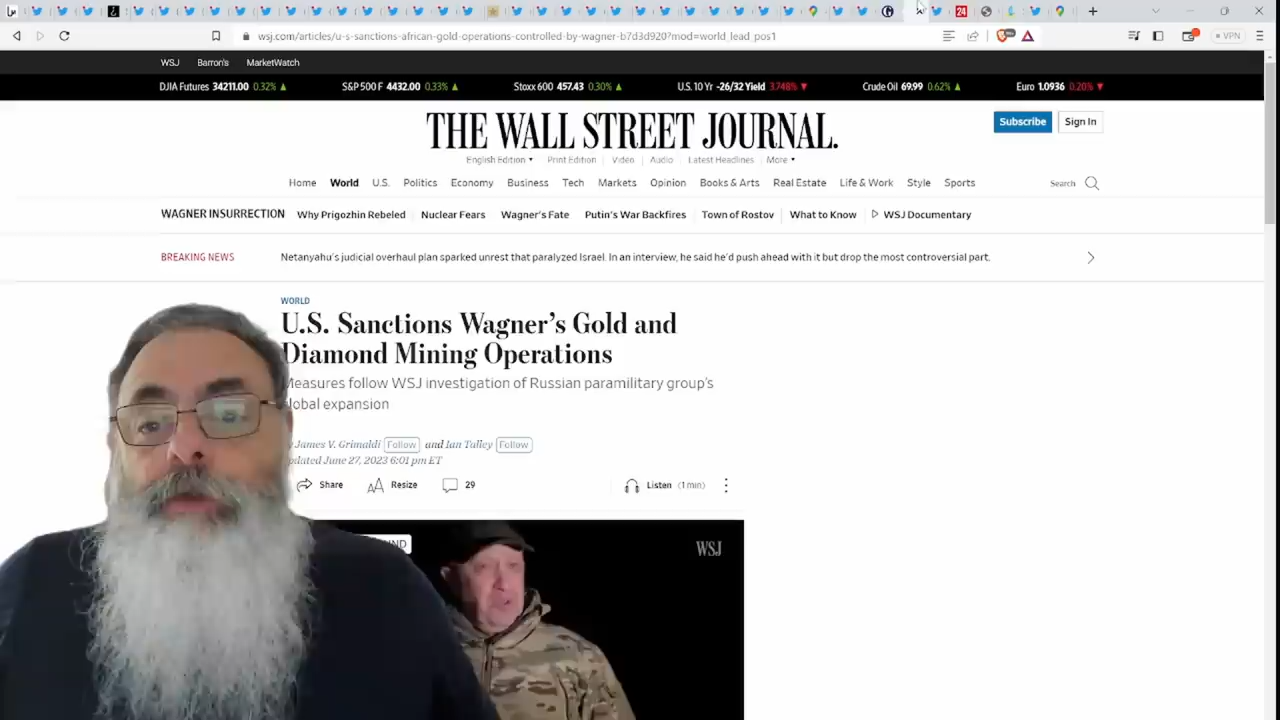 wsj.com/articles/u-s-sanctions-african-gold-operations-controlled-by-wagner-b7d3d920?mod=world_lead_pos1
24
VPN
WSJ Barron's MarketWatch
DJIA Futures 34211.00 0.32% ▲ S&P 500 F 4432.00 0.33% ▲ Stoxx 600 457.43 0.30% ▲ U.S. 10 Yr -26/32 Yield 3.748% ▼ Crude Oil 69.99 0.62% ▲ Euro 1.0936 0.20% ▼
THE WALL STREET JOURNAL.
Subscribe Sign In
English Edition Print Edition Video Audio Latest Headlines More
Home World U.S. Politics Economy Business Tech Markets Opinion Books & Arts Real Estate Life & Work Style Sports Search
WAGNER INSURRECTION Why Prigozhin Rebeled Nuclear Fears Wagner's Fate Putin's War Backfires Town of Rostov What to Know WSJ Documentary
BREAKING NEWS Netanyahu's judicial overhaul plan sparked unrest that paralyzed Israel. In an interview, he said he'd push ahead with it but drop the most controversial part.
WORLD
U.S. Sanctions Wagner's Gold and
Diamond Mining Operations
Measures follow WSJ investigation of Russian paramilitary group's
global expansion
James V. Grimaldi Follow and Ian Talley Follow
pdated June 27, 2023 6:01 pm ET
Share Resize 29 Listen (1 min)
ND
WSJ